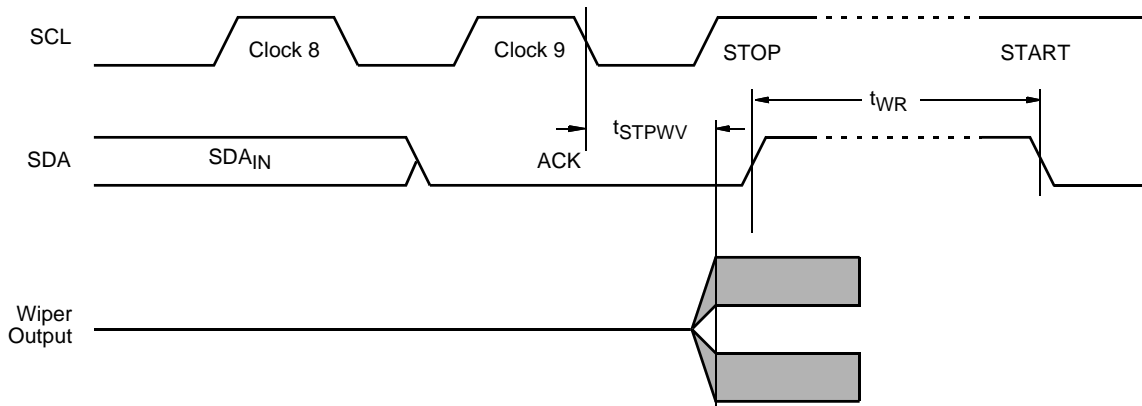 SCL
Clock 8
Clock 9
STOP
START
tWR
tSTPWV
SDA
SDAIN
ACK
Wiper
Output